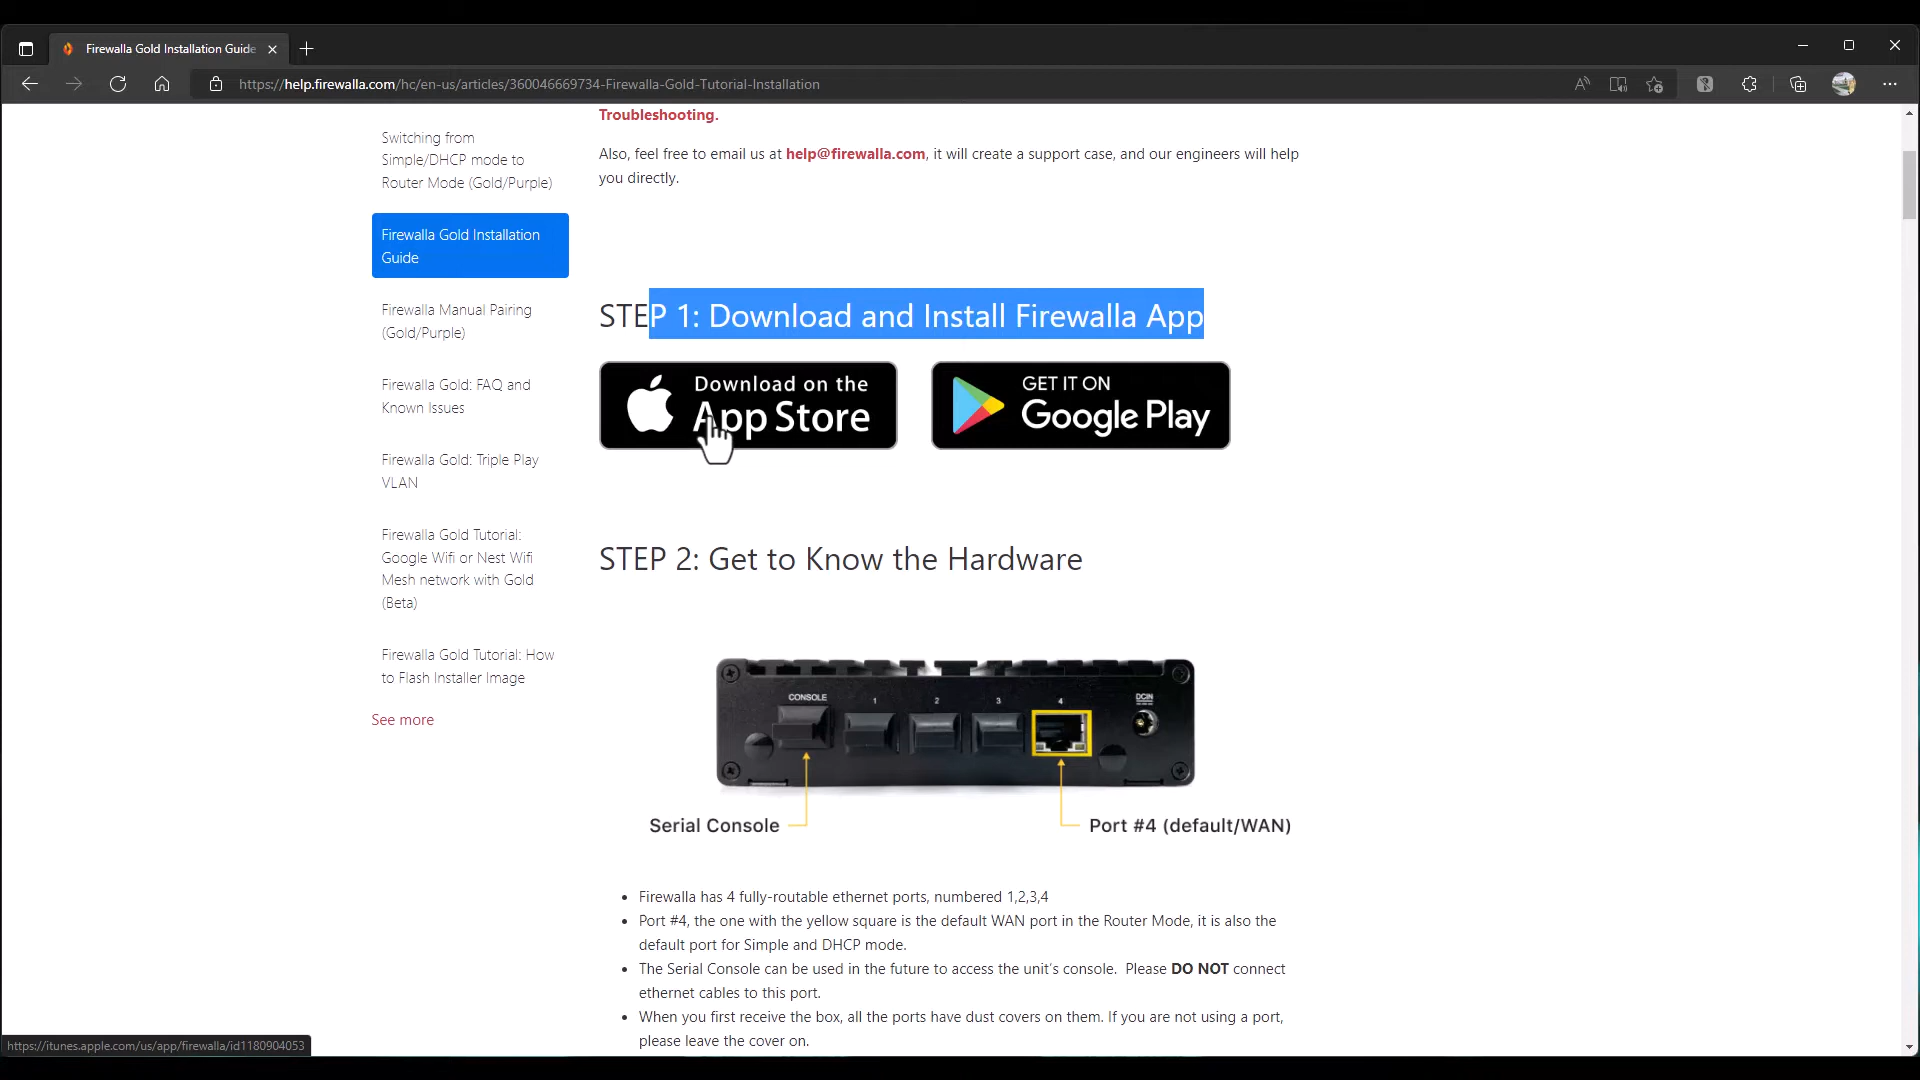 Firewalla Gold Installation Guide
https://help.firewalla.com/hc/en-us/articles/360046669734-Firewalla-Gold-Tutorial-Installation
Switching from
Simple/DHCP mode to
Router Mode (Gold/Purple)
Firewalla Gold Installation
Guide
Firewalla Manual Pairing
(Gold/Purple)
Firewalla Gold: FAQ and
Known Issues
Firewalla Gold: Triple Play
VLAN
Firewalla Gold Tutorial:
Google Wifi or Nest Wifi
Mesh network with Gold
(Beta)
Firewalla Gold Tutorial: How
to Flash Installer Image
See more
Troubleshooting.
Also, feel free to email us at help@firewalla.com, it will create a support case, and our engineers will help
you directly.
STEP 1: Download and Install Firewalla App
Download on the
App Store
GET IT ON
Google Play
STEP 2: Get to Know the Hardware
CONSOLE
1
2
3
4
DCIN
Serial Console
Port #4 (default/WAN)
• Firewalla has 4 fully-routable ethernet ports, numbered 1,2,3,4
• Port #4, the one with the yellow square is the default WAN port in the Router Mode, it is also the
default port for Simple and DHCP mode.
• The Serial Console can be used in the future to access the unit's console.  Please DO NOT connect
ethernet cables to this port.
• When you first receive the box, all the ports have dust covers on them. If you are not using a port,
please leave the cover on.
https://itunes.apple.com/us/app/firewalla/id1180904053